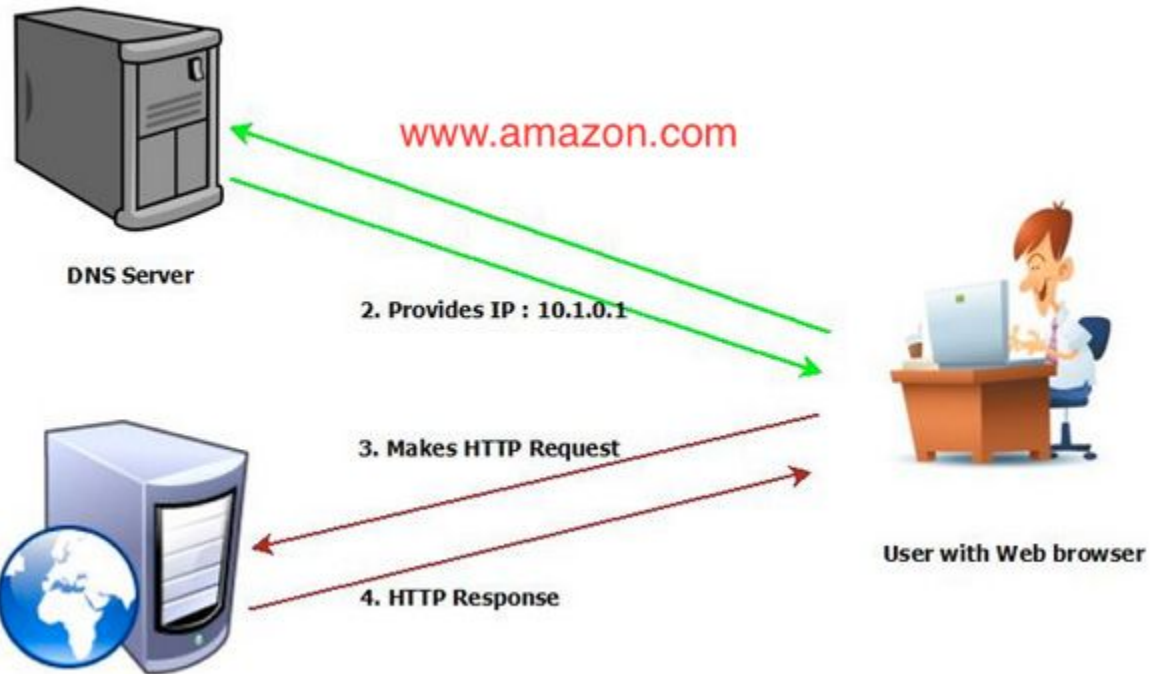 www.amazon.com
DNS Server
2. Provides IP : 10.1.0.1
3. Makes HTTP Request
User with Web browser
4. HTTP Response